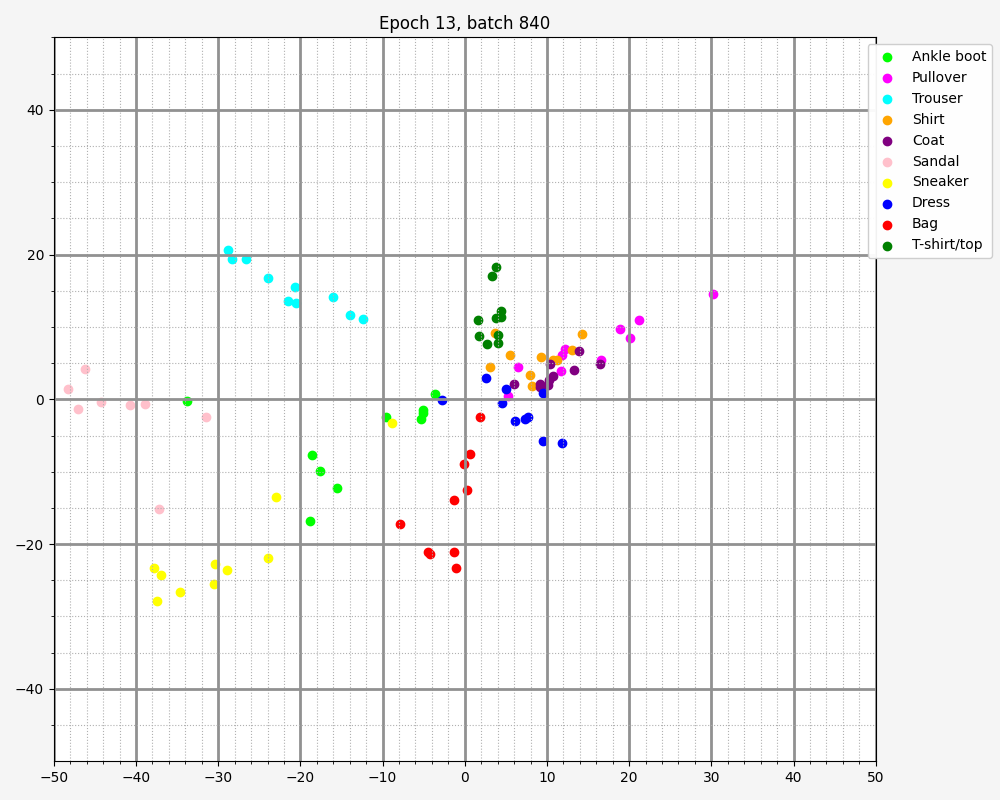 Epoch 13, batch 840
Ankle boot
Pullover
Trouser
Shirt
Coat
Sandal
Sneaker
Dress
Bag
T-shirt/top
40
20
0
−20
−40
−50 −40 −30 −20 −10 0 10 20 30 40 50